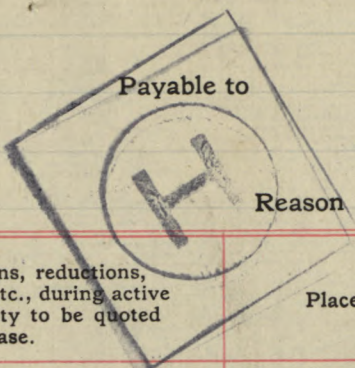 Payable to
H
Reason
ns, reductions,
tc., during active
ty to be quoted
ase.
Place